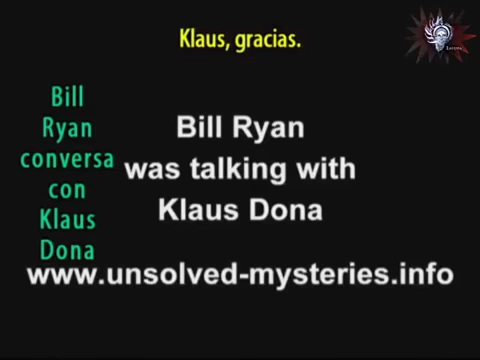 Klaus, gracias.
Bill
Ryan
conversa
con
Klaus
Dona
Bill Ryan
was talking with
Klaus Dona
www.unsolved-mysteries.info